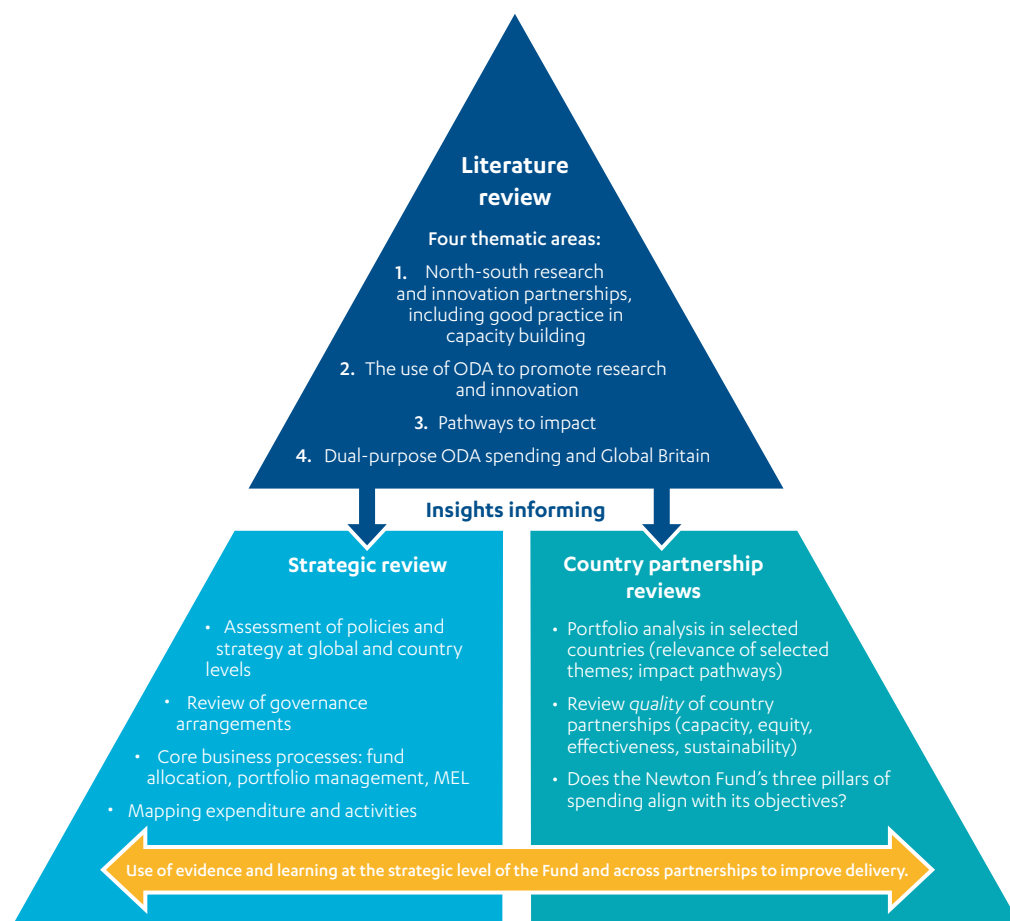 Literature
review
Four thematic areas:
1. North-south research
and innovation partnerships,
including good practice in
capacity building
2. The use of ODA to promote research
and innovation
3. Pathways to impact
4. Dual-purpose ODA spending and Global Britain
Insights informing
Strategic review
• Assessment of policies and
strategy at global and country
levels
• Review of governance
arrangements
• Core business processes: fund
allocation, portfolio management, MEL
• Mapping expenditure and activities
Country partnership
reviews
• Portfolio analysis in selected
countries (relevance of selected
themes; impact pathways)
• Review quality of country
partnerships (capacity, equity,
effectiveness, sustainability)
• Does the Newton Fund’s three pillars of
spending align with its objectives?
Use of evidence and learning at the strategic level of the Fund and across partnerships to improve delivery.